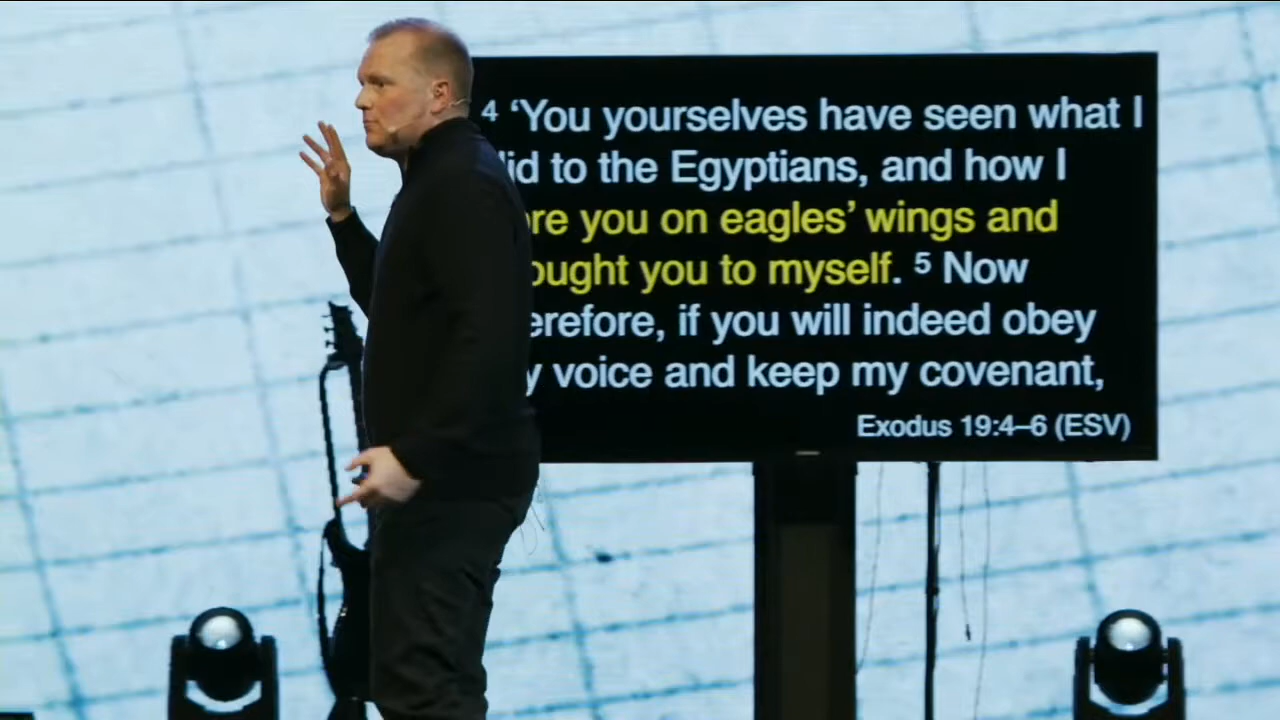 4 ‘You yourselves have seen what I
to the Egyptians, and how I
you on eagles’ wings and
you to myself. 5 Now
if you will indeed obey
voice and keep my covenant,
Exodus 19:4–6 (ESV)